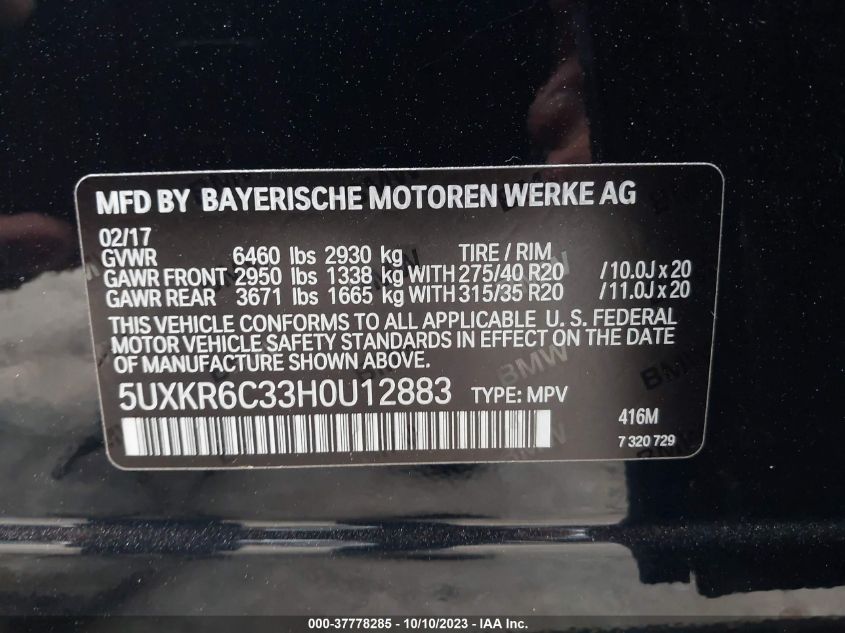 MFD BY BAYERISCHE MOTOREN WERKE AG
02/17
GVWR 6460 lbs 2930 kg TIRE / RIM
GAWR FRONT 2950 lbs 1338 kg WITH 275/40 R20 /10.0J x 20
GAWR REAR 3671 lbs 1665 kg WITH 315/35 R20 /11.0J x 20
THIS VEHICLE CONFORMS TO ALL APPLICABLE U. S. FEDERAL
MOTOR VEHICLE SAFETY STANDARDS IN EFFECT ON THE DATE
OF MANUFACTURE SHOWN ABOVE.
5UXKR6C33H0U12883 TYPE: MPV
416M
7 320 729
BMW
000-37778285 - 10/10/2023 - IAA Inc.